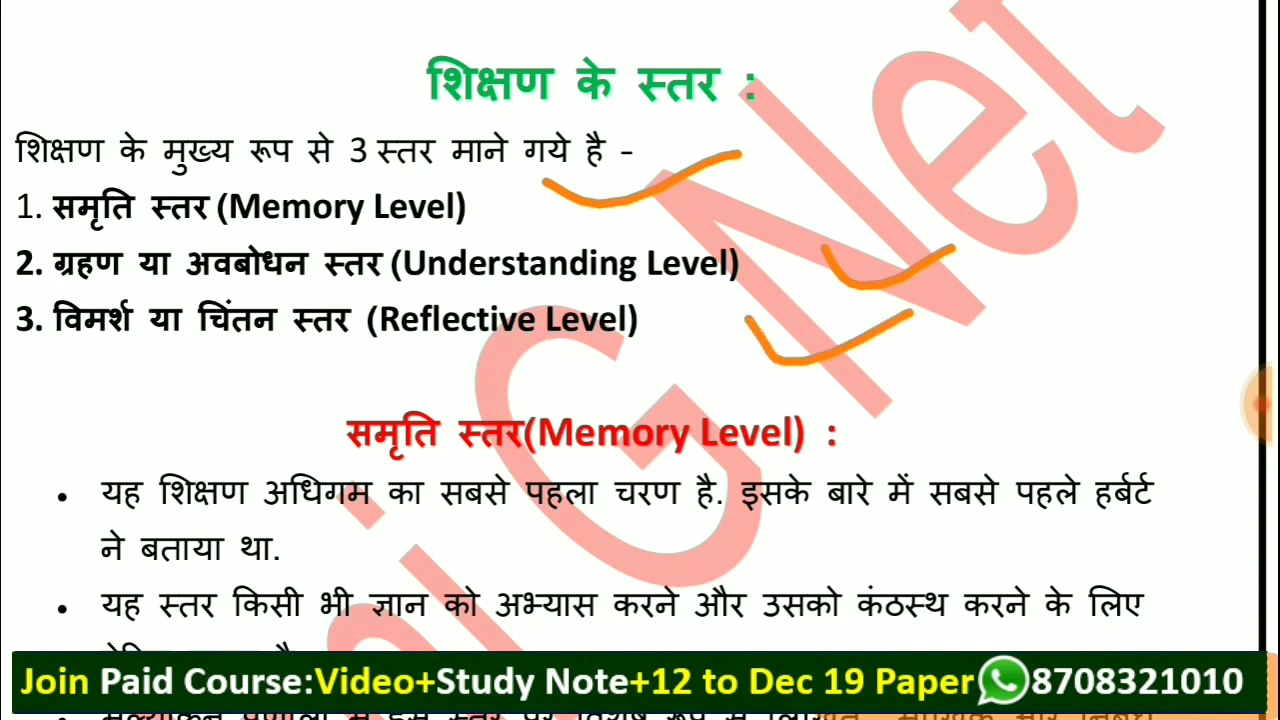 शिक्षण के स्तर :
शिक्षण के मुख्य रूप से 3 स्तर माने गये है -
1. समृति स्तर (Memory Level)
2. ग्रहण या अवबोधन स्तर (Understanding Level)
3. विमर्श या चिंतन स्तर (Reflective Level)
समृति स्तर(Memory Level) :
• यह शिक्षण अधिगम का सबसे पहला चरण है. इसके बारे में सबसे पहले हर्बर्ट
ने बताया था.
• यह स्तर किसी भी ज्ञान को अभ्यास करने और उसको कंठस्थ करने के लिए
Join Paid Course:Video+Study Note+12 to Dec 19 Paper 8708321010
G Net